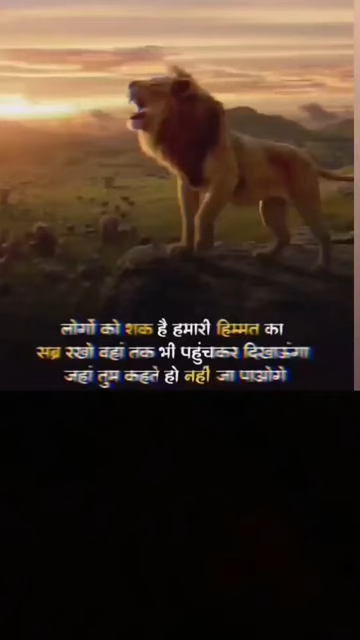 लोगों को शक है हमारी हिम्मत का
सब्र रखो वहां तक भी पहुंचकर दिखाऊंगा
जहां तुम कहते हो नहीं जा पाओगे